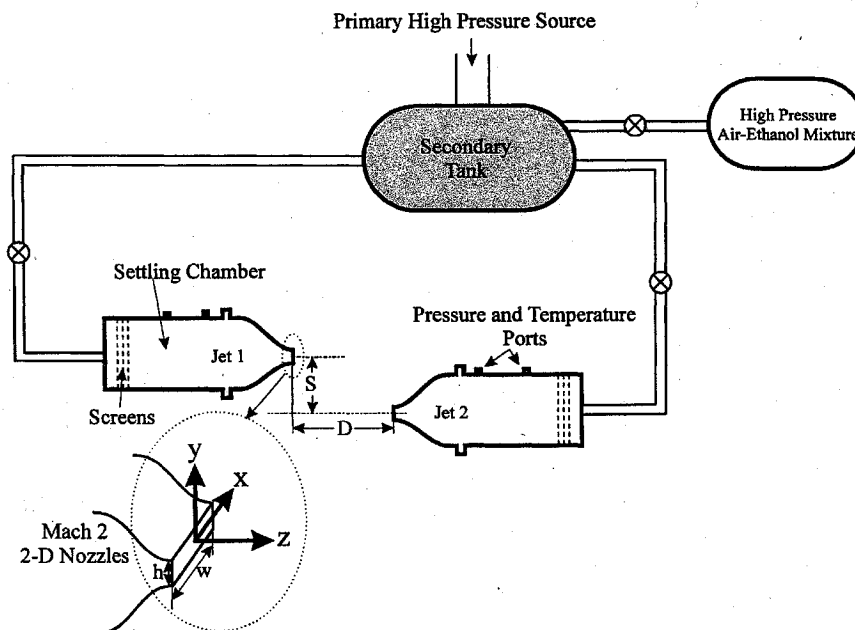 Primary High Pressure Source
High Pressure
Air-Ethanol Mixture
Secondary
Tank
Settling Chamber
Pressure and Temperature
Ports
Jet 1
S
Jet 2
Screens
D
y
x
Mach 2
2-D Nozzles
z
h
w